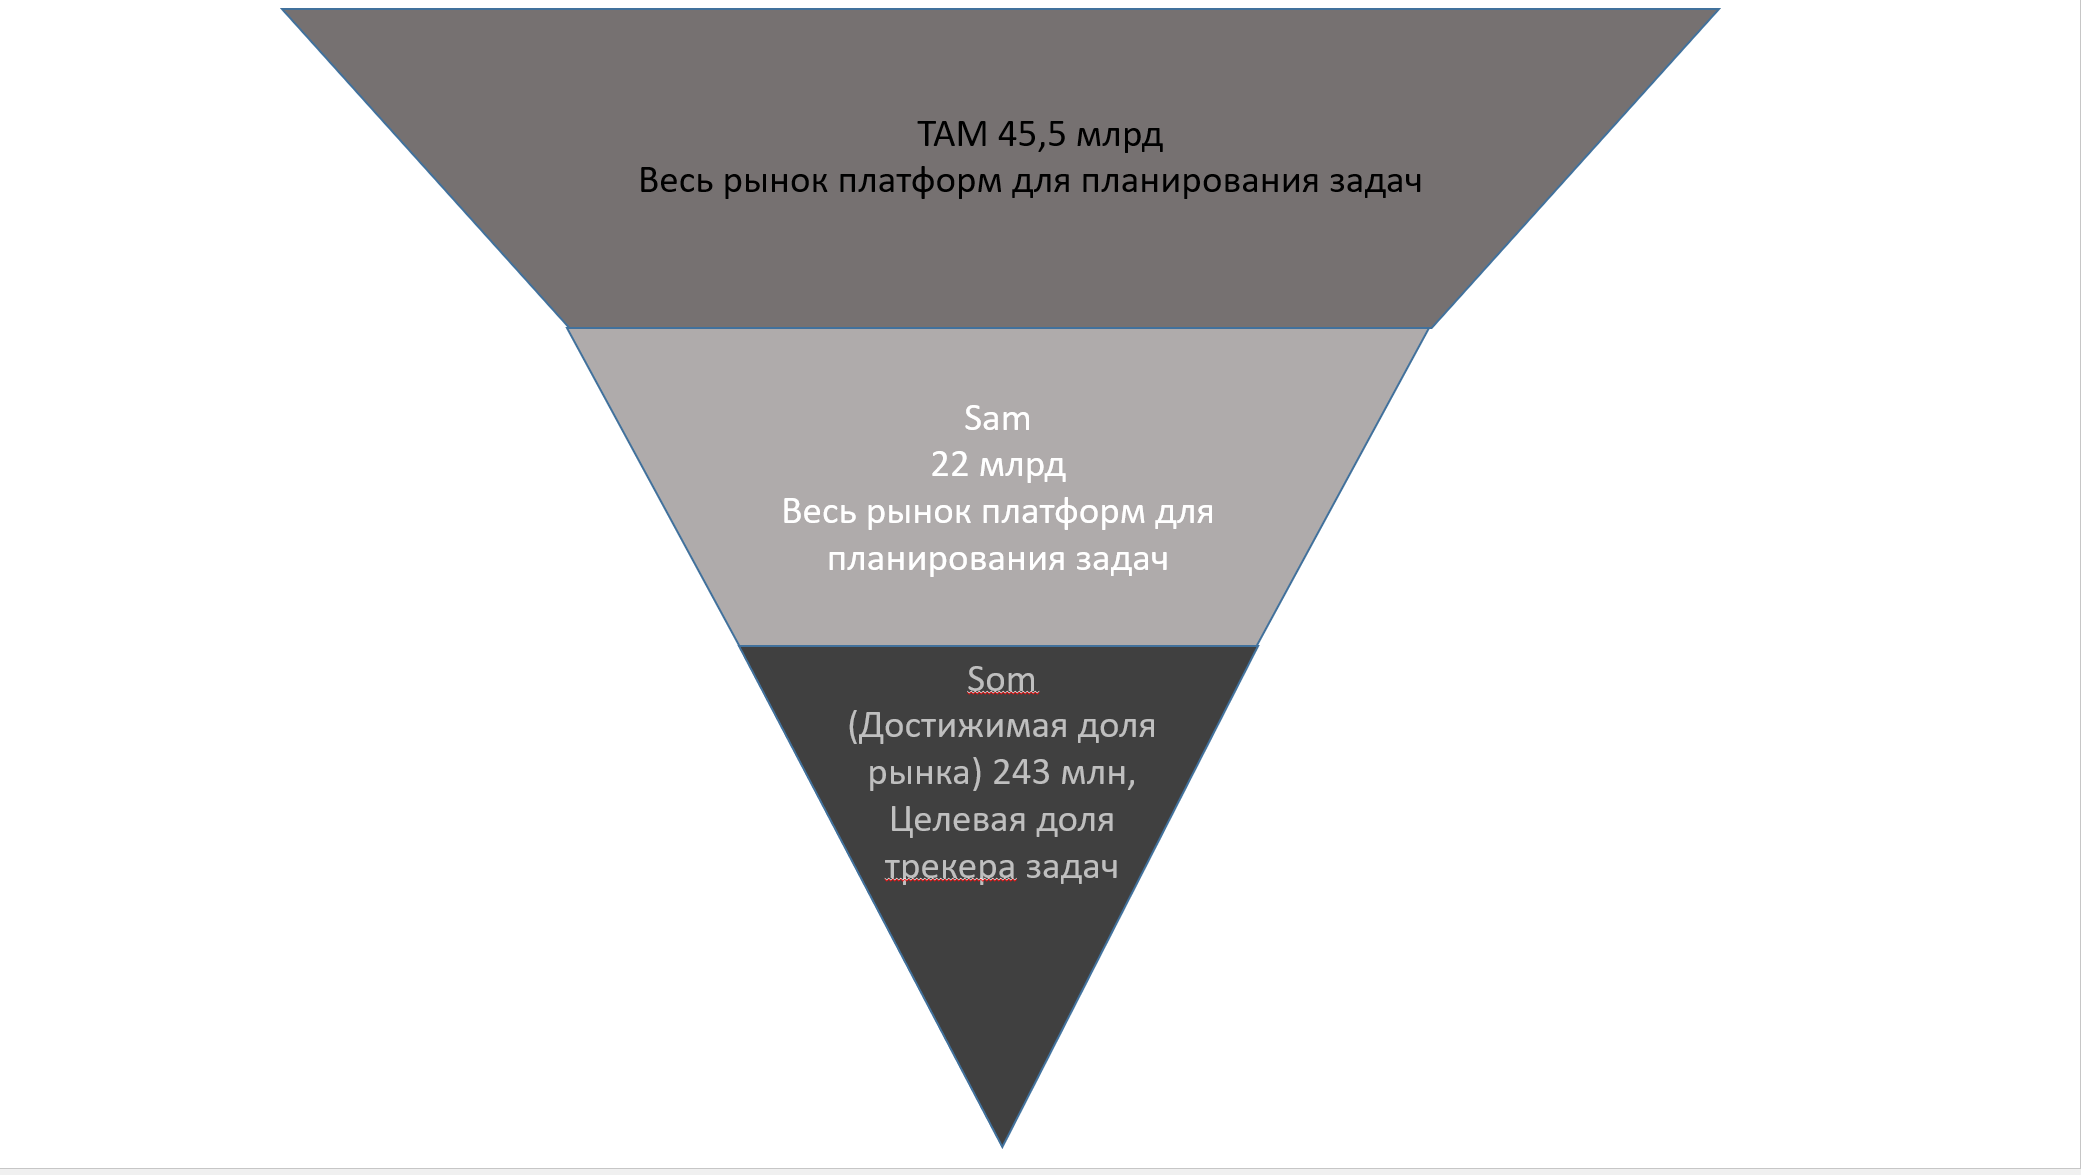 TAM 45,5 млрд
Весь рынок платформ для планирования задач
Sam
22 млрд
Весь рынок платформ для
планирования задач
Som
(Достижимая доля
рынка) 243 млн,
Целевая доля
трекера задач